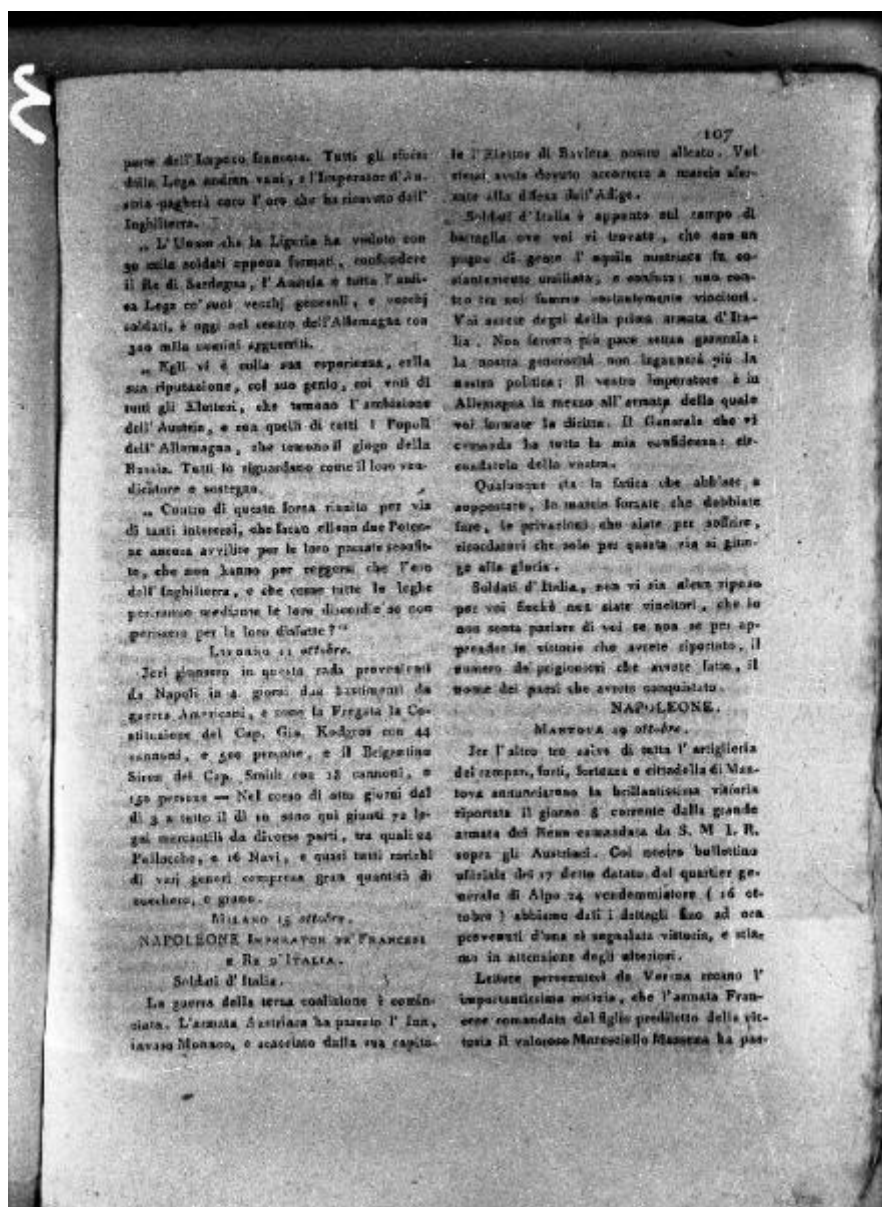 107
parte dell'Impero francese. Tutti gli sforzi
della Lega andran vani, e l'Imperator d'Au-
stria pagherà caro l'oro che ha ricevuto dall'
Inghilterra.
„ L'Uomo che la Liguria ha veduto con
30 mila soldati appena formati, confondere
il Re di Sardegna, l'Austria e tutta l'anti-
ca Lega co' suoi vecchj generali, e vecchj
soldati, è oggi nel centro dell'Allemagna con
300 mila uomini agguerriti.
„ Egli vi è colla sua esperienza, colla
sua riputazione, col suo genio, coi voti di
tutti gli Elettori, che temono l'ambizione
dell'Austria, e con quelli di tutti i Popoli
dell'Allemagna, che temono il giogo della
Russia. Tutti lo riguardano come il loro ven-
dicatore e sostegno.
„ Contro di questa forza riunita per via
di tanti interessi, che faran elleno due Poten-
ze ancora avvilite per le loro passate sconfit-
te, che non hanno per reggersi che l'oro
dell'Inghilterra, e che come tutte le leghe
periranno mediante le loro discordie se non
periscero per le loro disfatte?"
LIVORNO 11 ottobre.
Jeri giunsero in questa rada provenienti
da Napoli in 4 giorni due bastimenti da
guerra Americani, e sono la Fregata la Co-
stituzione del Cap. Gio. Rodgros con 44
cannoni, e 500 persone, e il Brigantino
Siren del Cap. Smith con 18 cannoni, e
150 persone — Nel corso di otto giorni dal
dì 3 a tutto il dì 10 sono qui giunti 72 le-
gni mercantili da diverse parti, tra quali 24
Pollacche, e 16 Navi, e quasi tutti carichi
di varj generi compresa gran quantità di
zucchero, e grano.
MILANO 15 ottobre.
NAPOLEONE IMPERATOR DE' FRANCESI
E RE D'ITALIA.
Soldati d'Italia.
La guerra della terza coalizione è comin-
ciata. L'armata Austriaca ha passato l'Inn,
invaso Monaco, e scacciato dalla sua capita-
le l'Elettor di Baviera nostro alleato. Voi
stessi avete dovuto accorrere a marcie sfor-
zate alla difesa dell'Adige.
Soldati d'Italia è appunto sul campo di
battaglia ove voi vi trovate, che con un
pugno di gente l'aquila austriaca fu co-
stantemente umiliata, e confusa: uno con-
tro tre noi fummo costantemente vincitori.
Voi sarete degni della prima armata d'Ita-
lia. Non faremo più pace senza garanzia:
la nostra generosità non ingannerà più la
nostra politica; Il vostro Imperatore è in
Allemagna in mezzo all'armata della quale
voi formate la diritta. Il Generale che vi
comanda ha tutta la mia confidenza: cir-
condatelo della vostra.
Qualunque sia la fatica che abbiate a
sopportare, le marcie forzate che dobbiate
fare, le privazioni che siate per soffrire,
ricordatevi che solo per questa via si giun-
ge alla gloria.
Soldati d'Italia, non vi sia alcun riposo
per voi finchè non siate vincitori, che io
non senta parlare di voi se non se per ap-
prender le vittorie che avrete riportato, il
numero de' prigionieri che avrete fatto, il
nome dei paesi che avrete conquistato.
NAPOLEONE.
MANTOVA 19 ottobre.
Jer l'altro tre salve di tutta l'artiglieria
dei rampari, forti, fortezza e cittadella di Man-
tova annunciarono la brillantissima vittoria
riportata il giorno 8 corrente dalla grande
armata del Reno comandata da S. M. I. R.
sopra gli Austriaci. Col nostro bullettino
ufiziale dei 17 detto datato dal quartier ge-
nerale di Alpo 24 vendemmiatore ( 16 ot-
tobre ) abbiamo dati i dettagli fino ad ora
pervenuti d'una sì segnalata vittoria, e stia-
mo in attenzione degli ulteriori.
Lettere pervenuteci da Verona recano l'
importantissima notizia, che l'armata Fran-
cese comandata dal figlio prediletto della vit-
toria il valoroso Maresciallo Massena ha pas-